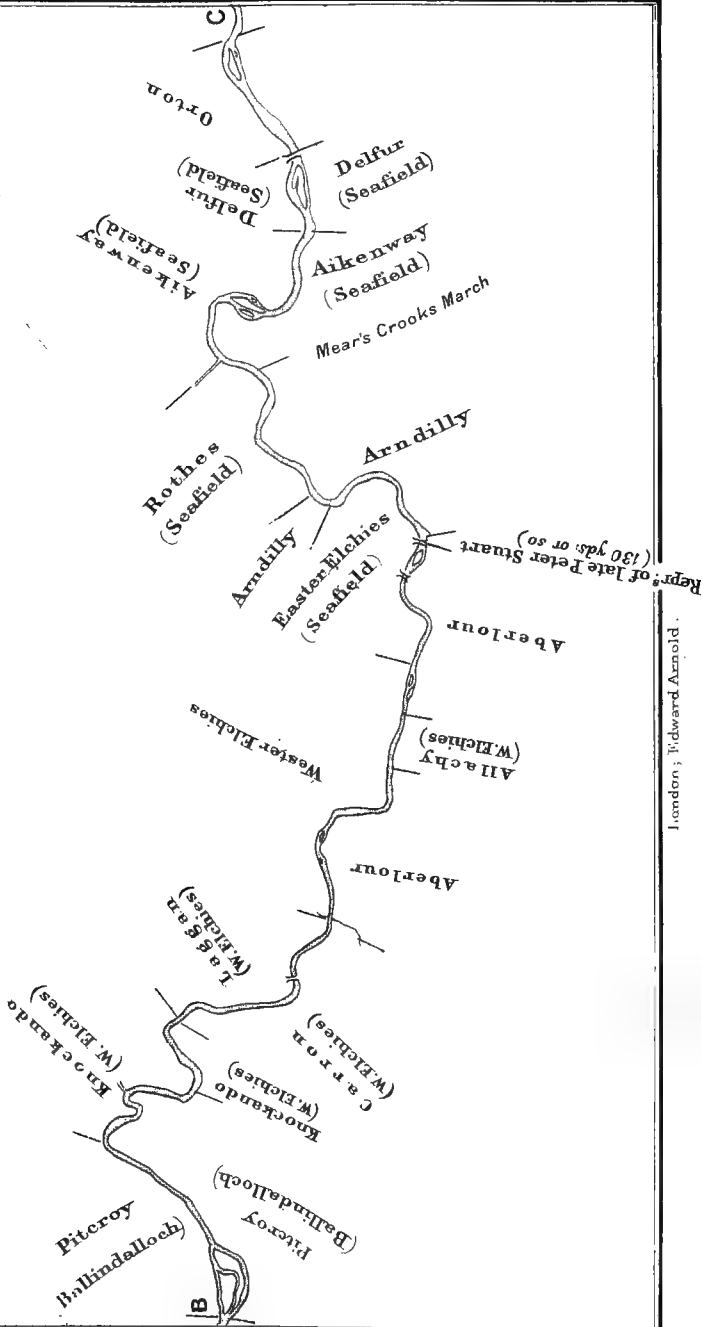 C
Orton
Delfur
(Seafield)
Delfur
(Seafield)
Aikenway
(Seafield)
Aikenway
(Seafield)
Mear's Crooks March
Rothes
(Seafield)
Arndilly
Arndilly
Easter Elchies
(Seafield)
Reprs. of late Peter Stuart
(130 yds. or so)
Aberlour
Wester Elchies
Allachy
(W. Elchies)
Aberlour
Laggan
(W. Elchies)
Carron
(W. Elchies)
Knockando
(W. Elchies)
Knockando
(W. Elchies)
Pitcroy
Ballindalloch)
Pitcroy
(Ballindalloch)
B
London; Edward Arnold.